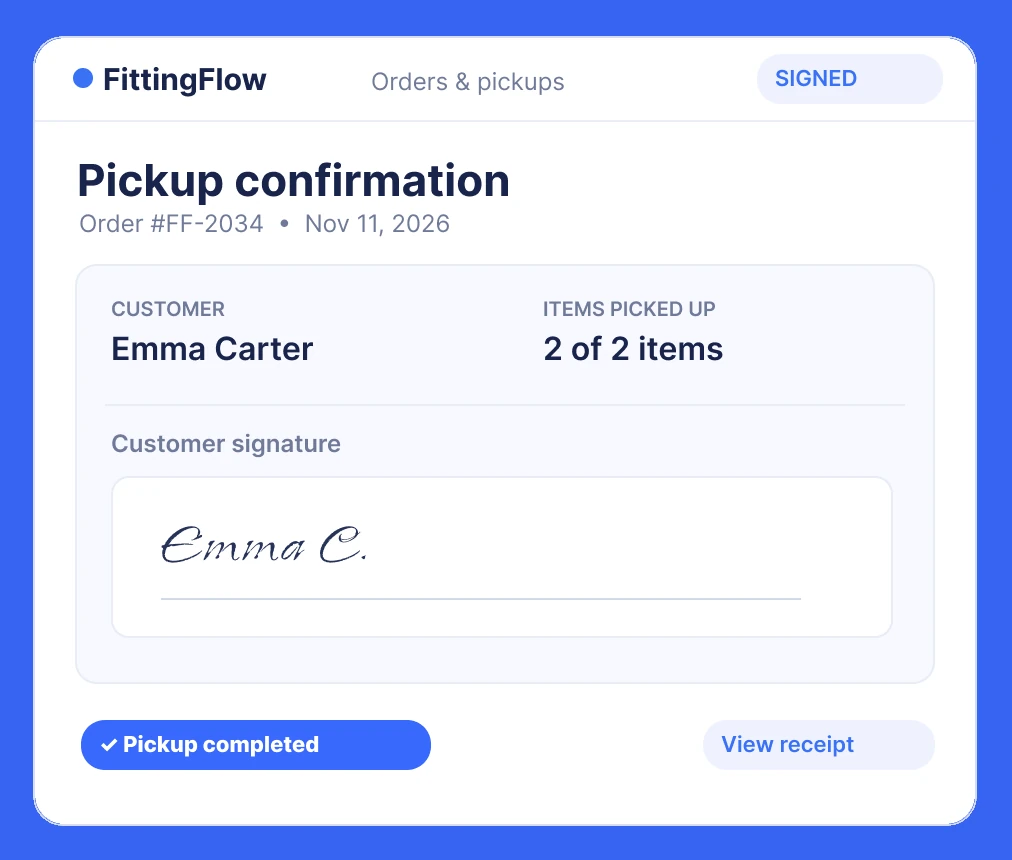 FittingFlow
Orders & pickups
SIGNED
Pickup confirmation
Order #FF-2034 • Nov 11, 2026
CUSTOMER
Emma Carter
ITEMS PICKED UP
2 of 2 items
Customer signature
Emma C.
✓ Pickup completed
View receipt